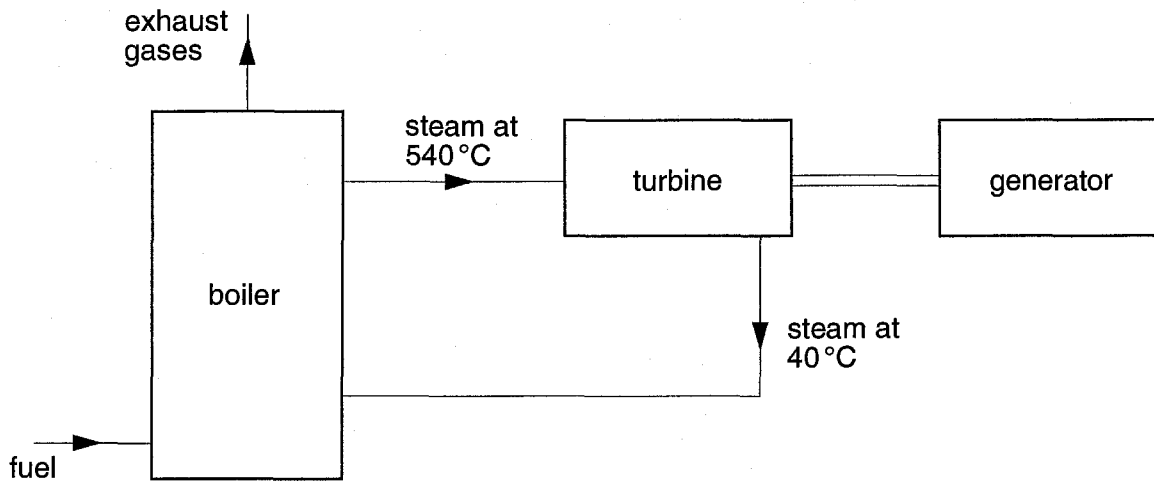 exhaust
gases
steam at
540 °C
turbine
generator
boiler
steam at
40 °C
fuel